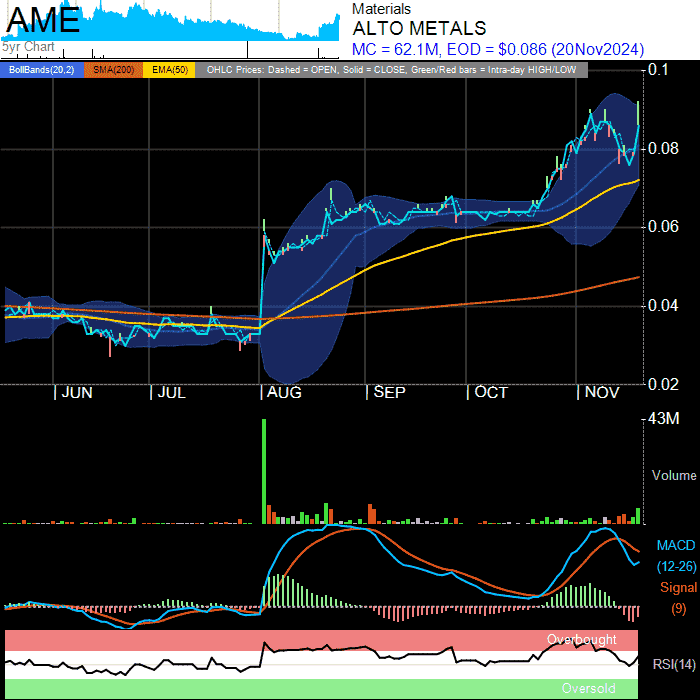 AME
5yr Chart
Materials
ALTO METALS
MC = 62.1M, EOD = $0.086 (20Nov2024)
BollBands(20,2) SMA(200) EMA(50) OHLC Prices: Dashed = OPEN, Solid = CLOSE, Green/Red bars = Intra-day HIGH/LOW
0.1
0.08
0.06
0.04
0.02
JUN JUL AUG SEP OCT NOV
43M
Volume
MACD
(12-26)
Signal
(9)
Overbought
RSI(14)
Oversold